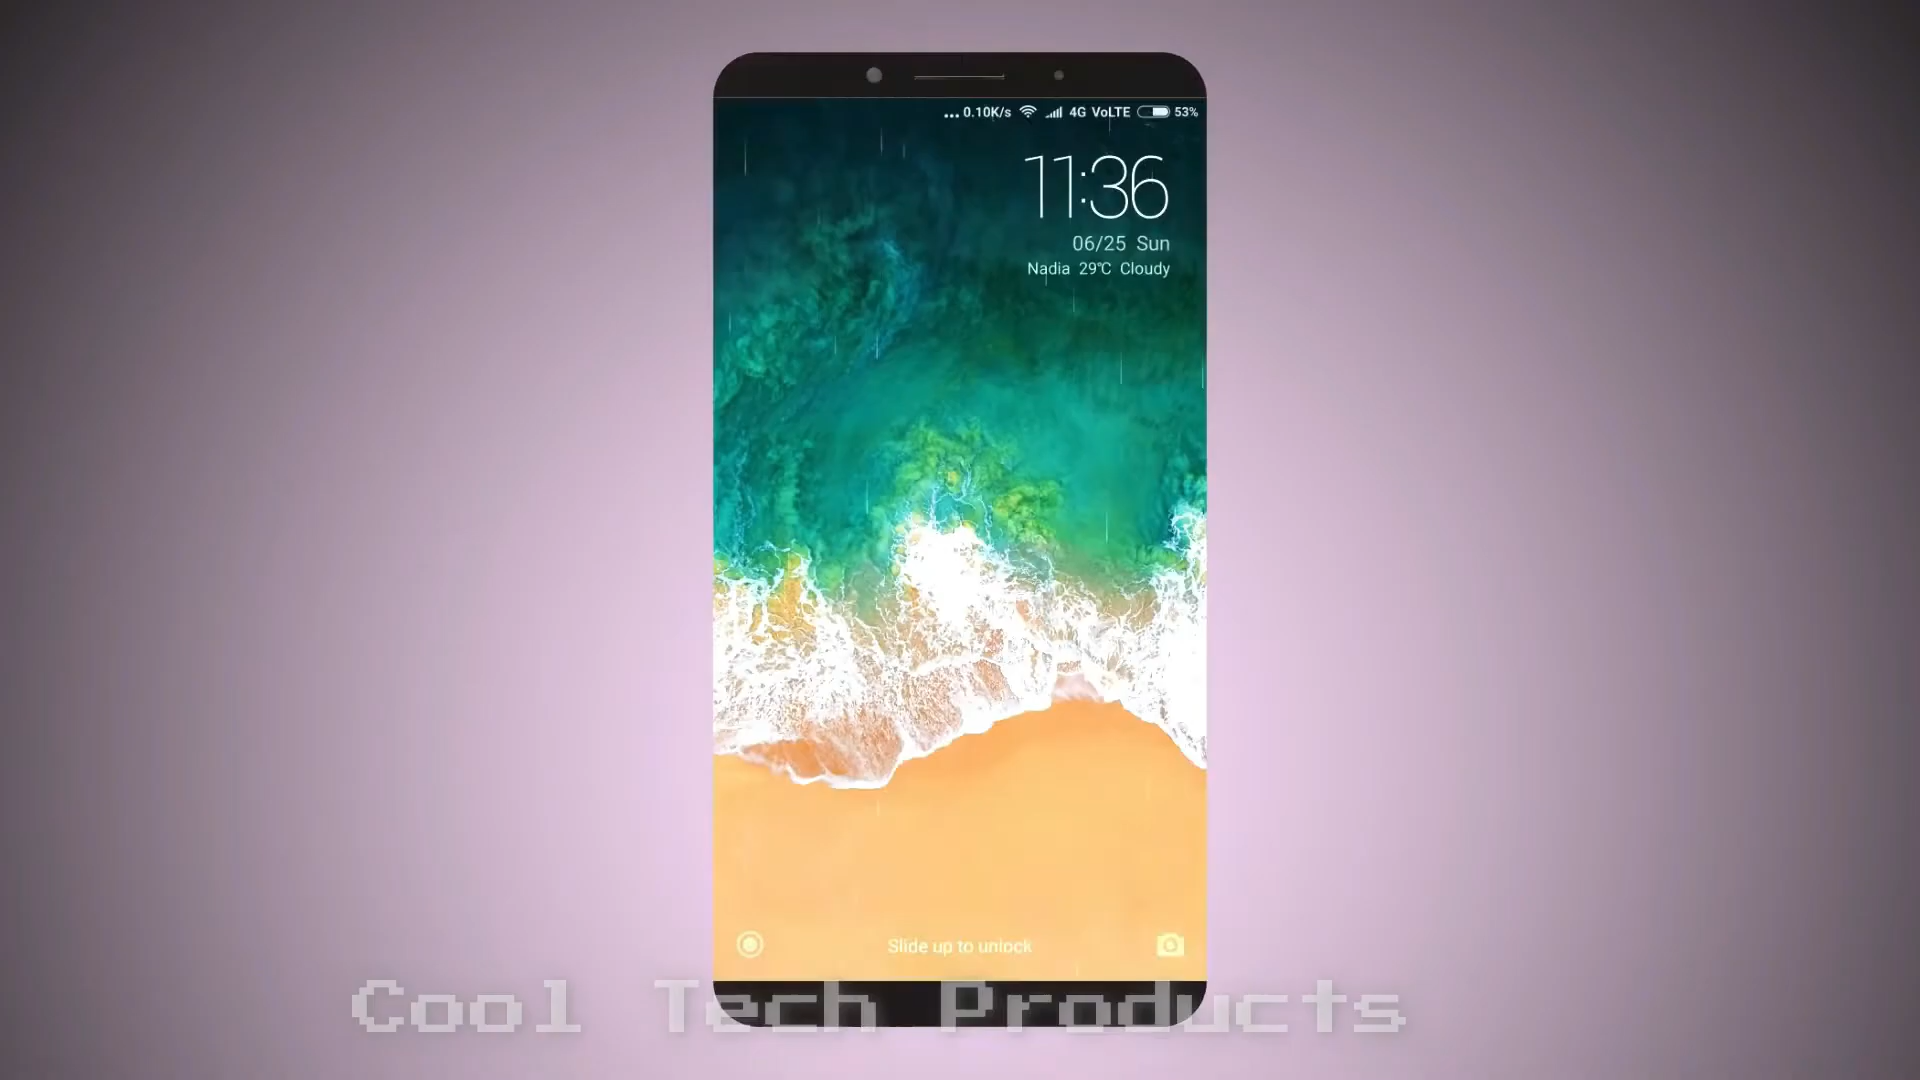 ... 0.10K/s 4G VoLTE 53%
11:36
06/25 Sun
Nadia 29℃ Cloudy
Slide up to unlock
Cool Tech Products